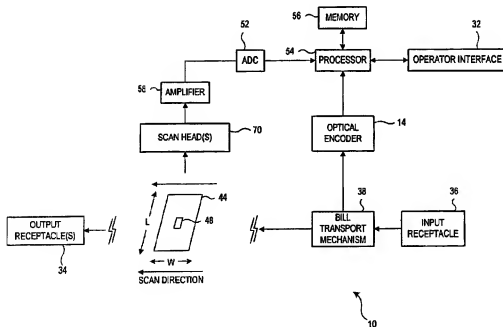 56
MEMORY
52
54
32
ADC
PROCESSOR
OPERATOR INTERFACE
58
AMPLIFIER
SCAN HEAD(S)
70
OPTICAL
ENCODER
14
44
38
36
L
48
OUTPUT
RECEPTACLE(S)
BILL
TRANSPORT
MECHANISM
INPUT
RECEPTACLE
34
W
SCAN DIRECTION
10